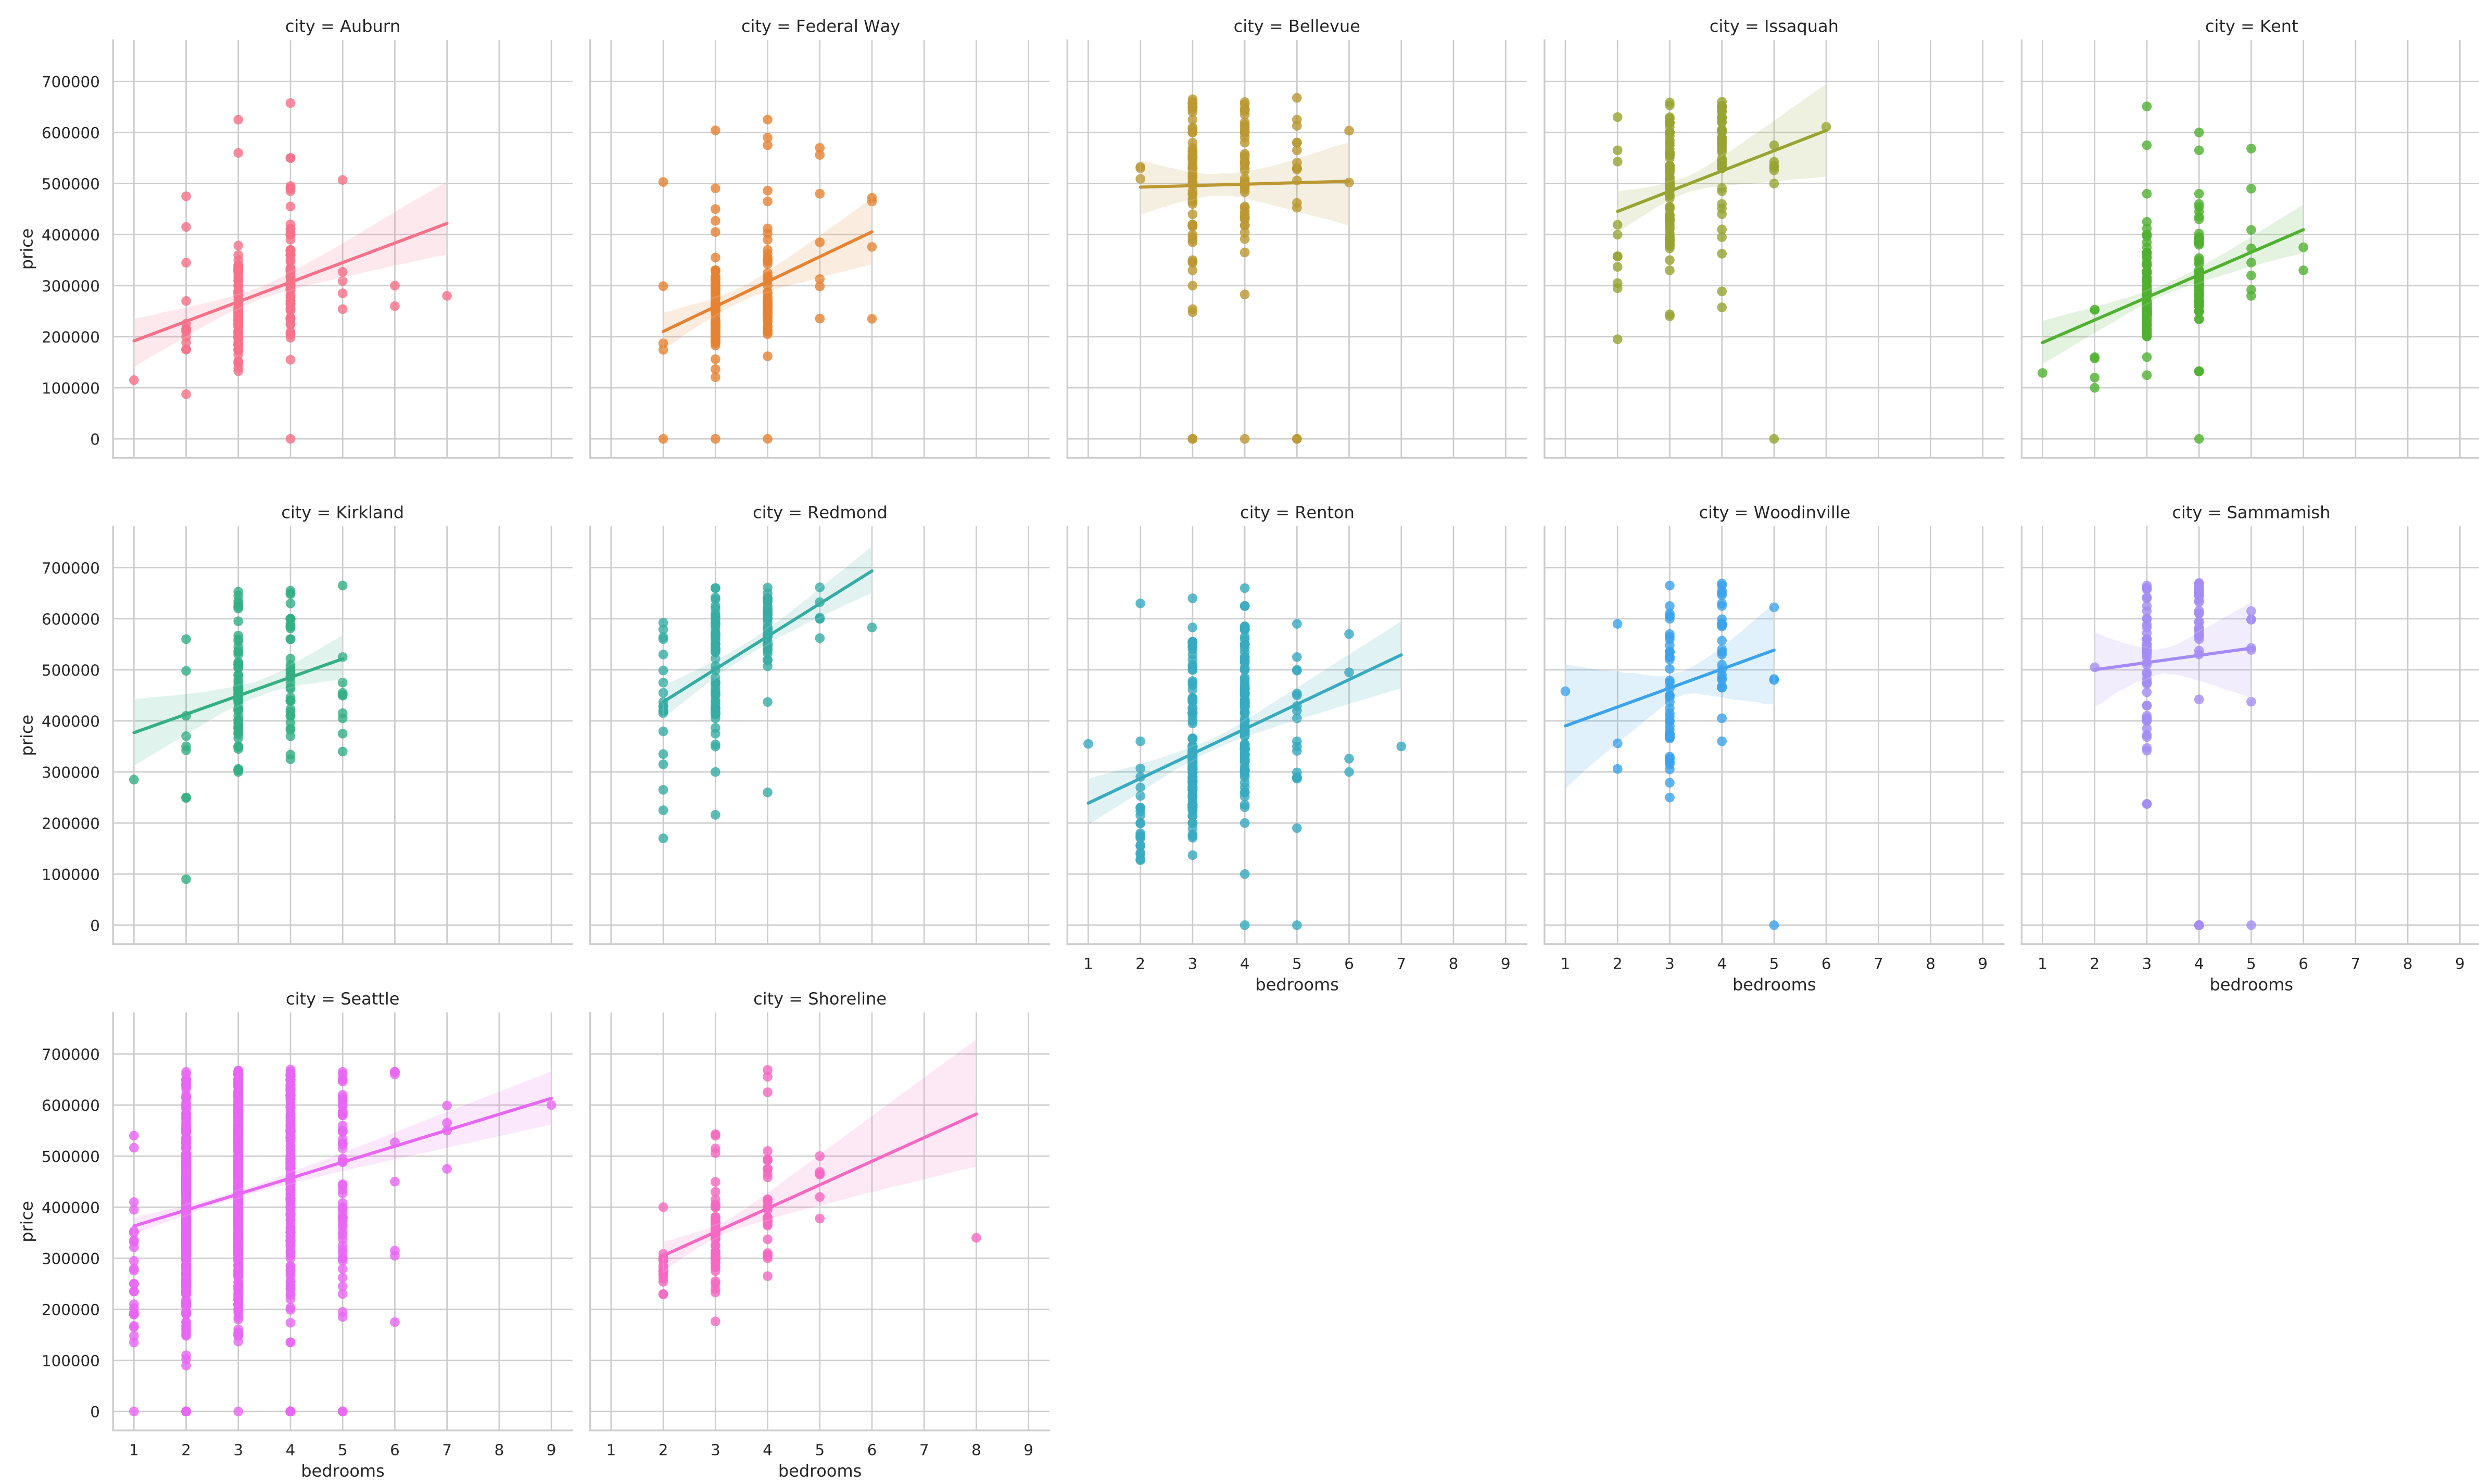 city = Auburn
city = Federal Way
city = Bellevue
city = Issaquah
city = Kent
price
700000
600000
500000
400000
300000
200000
100000
0
city = Kirkland
city = Redmond
city = Renton
city = Woodinville
city = Sammamish
price
700000
600000
500000
400000
300000
200000
100000
0
1 2 3 4 5 6 7 8 9
bedrooms
1 2 3 4 5 6 7 8 9
bedrooms
1 2 3 4 5 6 7 8 9
bedrooms
city = Seattle
city = Shoreline
price
700000
600000
500000
400000
300000
200000
100000
0
1 2 3 4 5 6 7 8 9
bedrooms
1 2 3 4 5 6 7 8 9
bedrooms